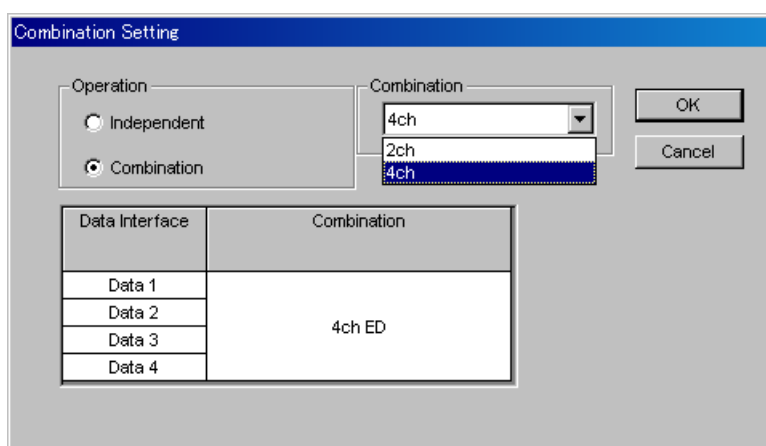 Combination Setting
Operation
Independent
Combination
Combination
4ch
2ch
4ch
OK
Cancel
Data Interface
Combination
Data 1
Data 2
Data 3
Data 4
4ch ED